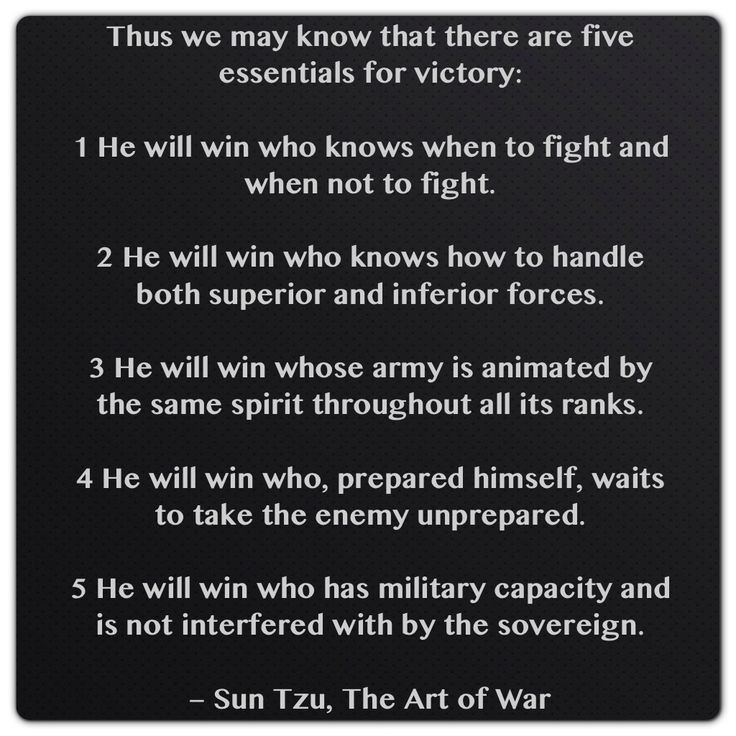 Thus we may know that there are five
essentials for victory:
1 He will win who knows when to fight and
when not to fight.
2 He will win who knows how to handle
both superior and inferior forces.
3 He will win whose army is animated by
the same spirit throughout all its ranks.
4 He will win who, prepared himself, waits
to take the enemy unprepared.
5 He will win who has military capacity and
is not interfered with by the sovereign.
– Sun Tzu, The Art of War